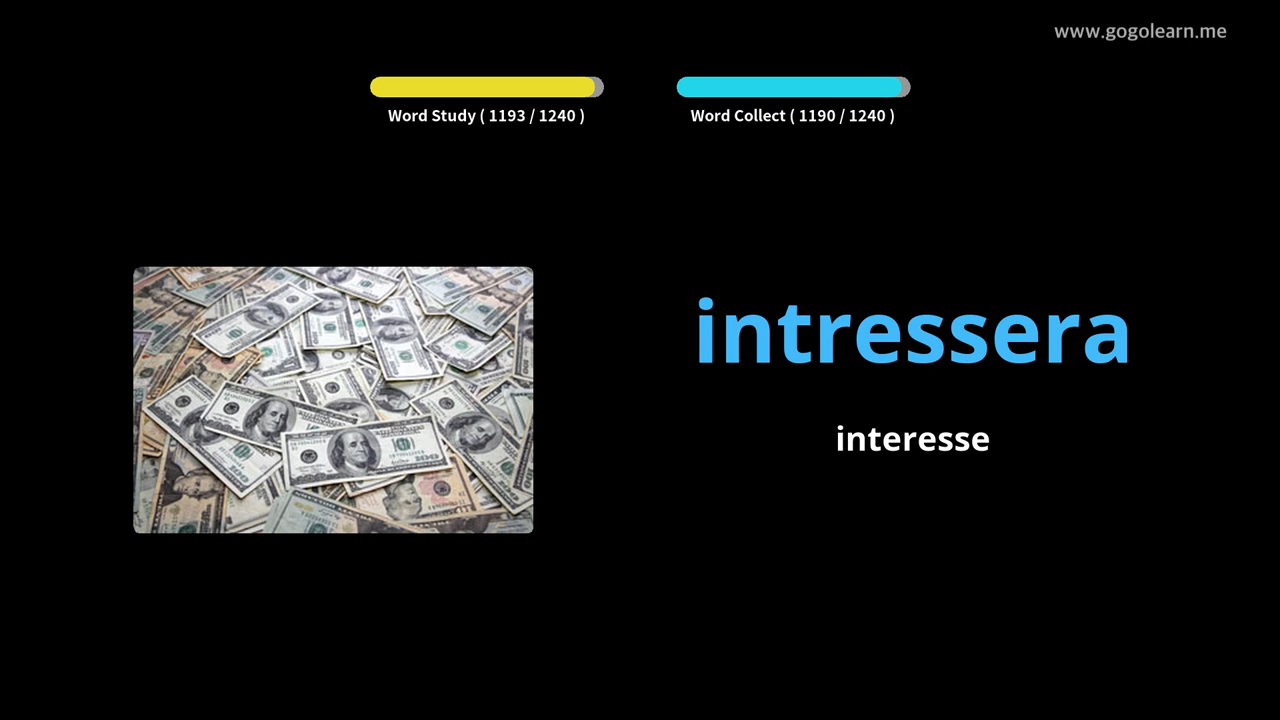 www.gogolearn.me
Word Study ( 1193 / 1240 )
Word Collect ( 1190 / 1240 )
intressera
interesse